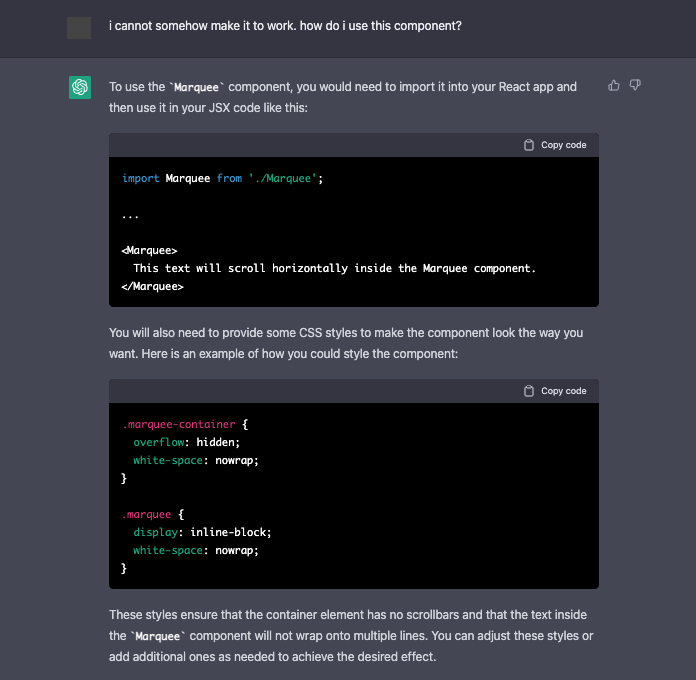 i cannot somehow make it to work. how do i use this component?
To use the `Marquee` component, you would need to import it into your React app and
then use it in your JSX code like this:
Copy code
import Marquee from './Marquee';
...
<Marquee>
  This text will scroll horizontally inside the Marquee component.
</Marquee>
You will also need to provide some CSS styles to make the component look the way you
want. Here is an example of how you could style the component:
Copy code
.marquee-container {
  overflow: hidden;
  white-space: nowrap;
}
.marquee {
  display: inline-block;
  white-space: nowrap;
}
These styles ensure that the container element has no scrollbars and that the text inside
the `Marquee` component will not wrap onto multiple lines. You can adjust these styles or
add additional ones as needed to achieve the desired effect.